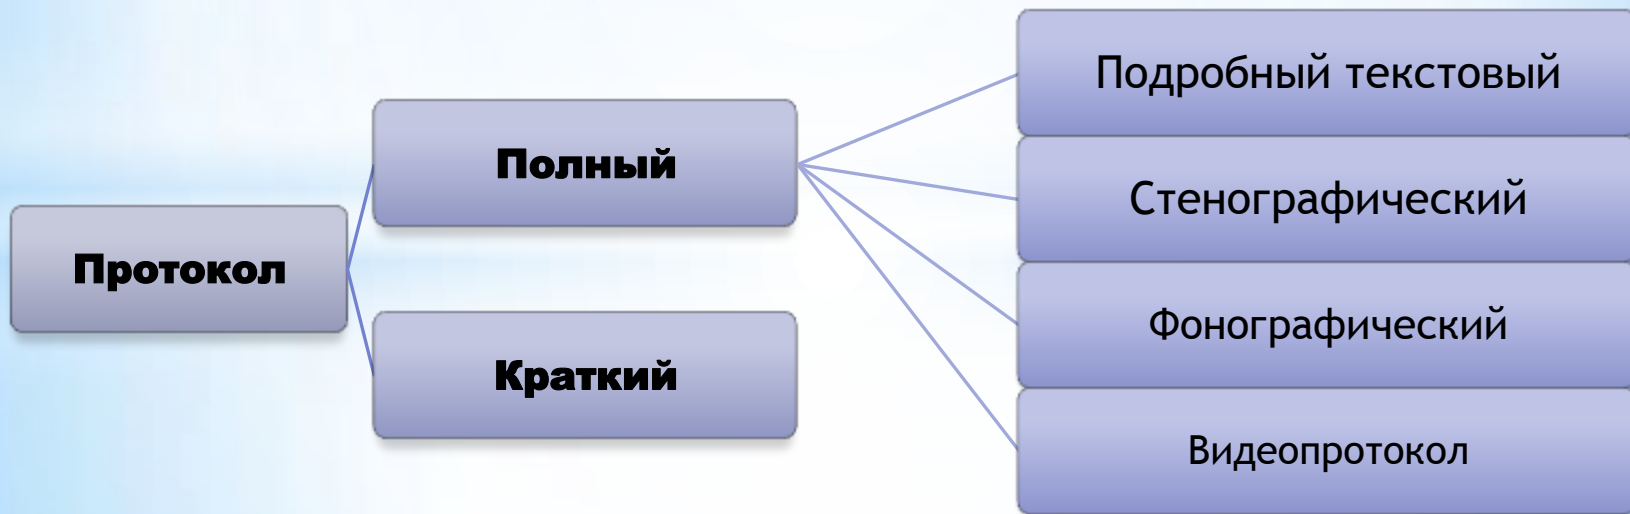 Протокол
Полный
Краткий
Подробный текстовый
Стенографический
Фонографический
Видеопротокол